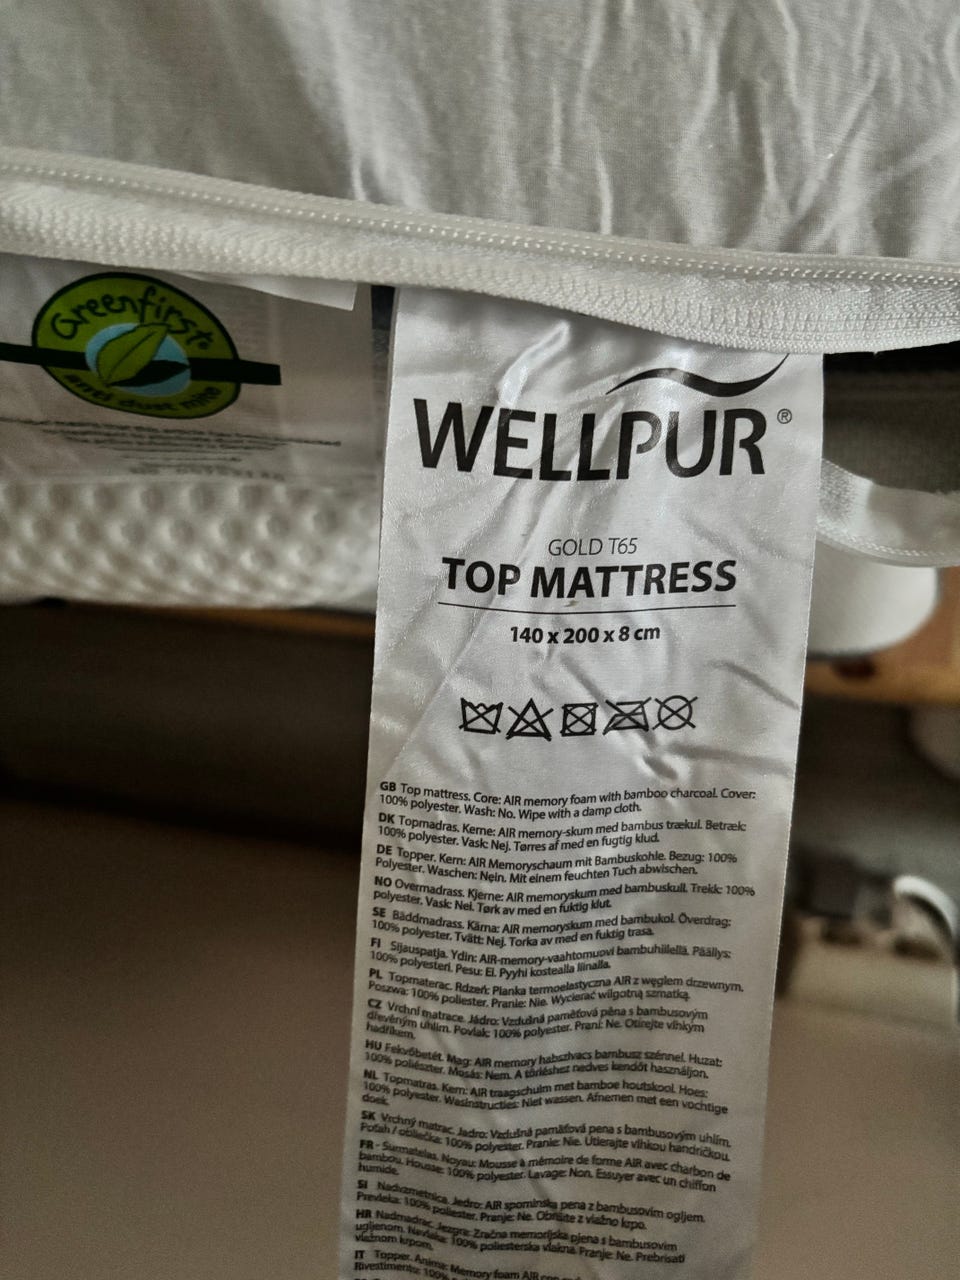 Greenfirst®
anti dust mite
WELLPUR®
GOLD T65
TOP MATTRESS
140 x 200 x 8 cm
GB Top mattress. Core: AIR memory foam with bamboo charcoal. Cover:
100% polyester. Wash: No. Wipe with a damp cloth.
DK Topmadras. Kerne: AIR memory-skum med bambus trækul. Betræk:
100% polyester. Vask: Nej. Tørres af med en fugtig klud.
DE Topper. Kern: AIR Memoryschaum mit Bambuskohle. Bezug: 100%
Polyester. Waschen: Nein. Mit einem feuchten Tuch abwischen.
NO Overmadrass. Kjerne: AIR memoryskum med bambuskull. Trekk: 100%
polyester. Vask: Nei. Tørk av med en fuktig klut.
SE Bäddmadrass. Kärna: AIR memoryskum med bambukol. Överdrag:
100% polyester. Tvätt: Nej. Torka av med en fuktig trasa.
FI Sijauspatja. Ydin: AIR-memory-vaahtomuovi bambuhiilellä. Päällys:
100% polyesteri. Pesu: Ei. Pyyhi kostealla liinalla.
PL Topmaterac. Rdzeń: Pianka termoelastyczna AIR z węglem drzewnym.
Poszwa: 100% poliester. Pranie: Nie. Wycierać wilgotną szmatką.
CZ Vrchní matrace. Jádro: Vzdušná paměťová pěna s bambusovým
dřevěným uhlím. Povlak: 100% polyester. Praní: Ne. Otírejte vlhkým
hadříkem.
HU Fekvőbetét. Mag: AIR memory habszivacs bambusz szénnel. Huzat:
100% poliészter. Mosás: Nem. A törléshez nedves kendőt használjon.
NL Topmatras. Kern: AIR traagschuim met bamboe houtskool. Hoes:
100% polyester. Wasinstructies: Niet wassen. Afnemen met een vochtige
doek.
SK Vrchný matrac. Jadro: Vzdušná pamäťová pena s bambusovým uhlím.
Poťah / obliečka: 100% polyester. Pranie: Nie. Utierajte vlhkou handričkou.
FR - Surmatelas. Noyau: Mousse à mémoire de forme AIR avec charbon de
bambou. Housse: 100% polyester. Lavage: Non. Essuyer avec un chiffon
humide.
SI Nadvzmetnica. Jedro: AIR spominska pena z bambusovim ogljem.
Prevleka: 100% poliester. Pranje: Ne. Obrišite z vlažno krpo.
HR Nadmadrac. Jezgra: Zračna memorijska pjena s bambusovim
ugljenom. Navlaka: 100% poliesterska vlakna. Pranje: Ne. Prebrisati
vlažnom krpom.
IT Topper. Anima: Memory foam AIR con
Rivestimento: 100%